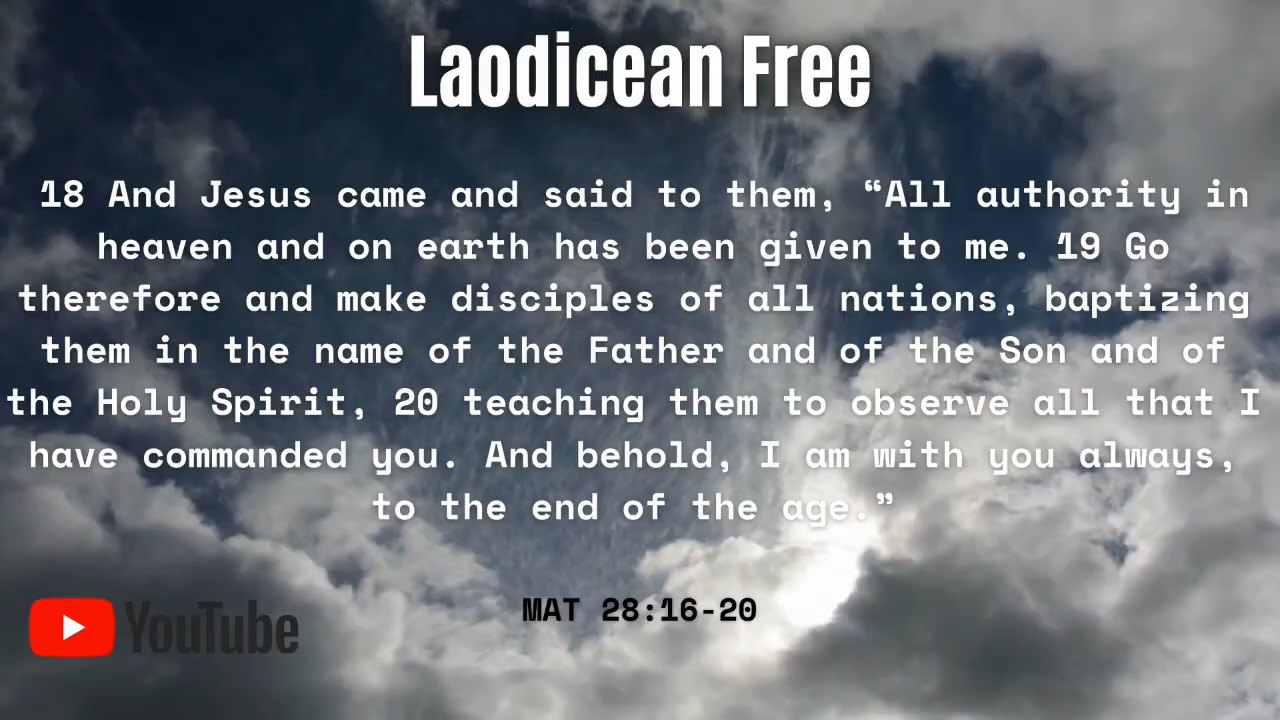 Laodicean Free
18 And Jesus came and said to them, “All authority in
heaven and on earth has been given to me. 19 Go
therefore and make disciples of all nations, baptizing
them in the name of the Father and of the Son and of
the Holy Spirit, 20 teaching them to observe all that I
have commanded you. And behold, I am with you always,
to the end of the age.”
MAT 28:16-20
YouTube